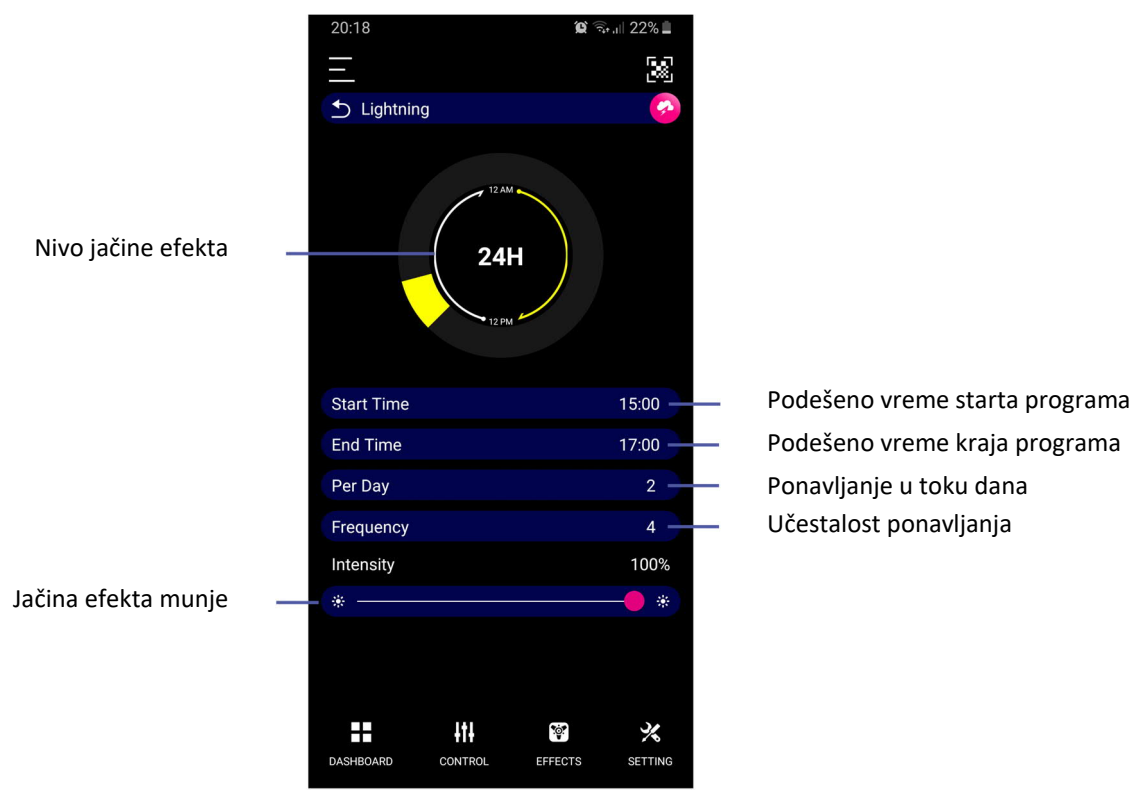 20:18 22%
Lightning
12 AM
Nivo jačine efekta
24H
12 PM
Start Time 15:00 Podešeno vreme starta programa
End Time 17:00 Podešeno vreme kraja programa
Per Day 2 Ponavljanje u toku dana
Frequency 4 Učestalost ponavljanja
Intensity 100%
Jačina efekta munje
DASHBOARD CONTROL EFFECTS SETTING